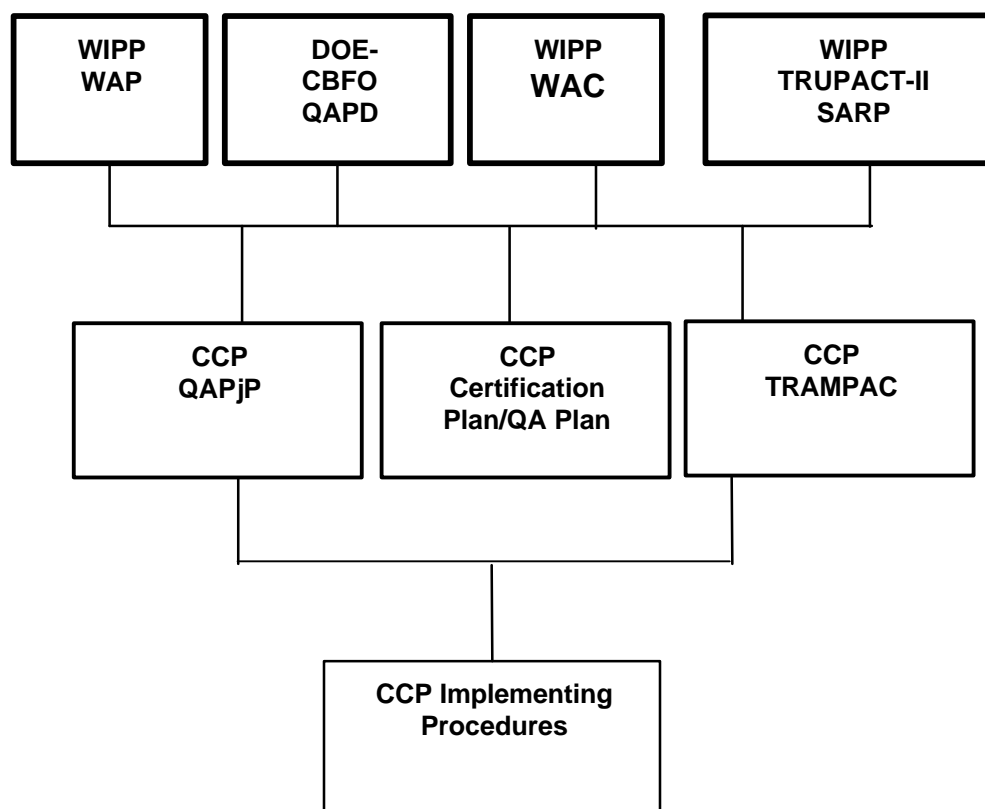 WIPP
WAP
DOE-
CBFO
QAPD
WIPP
WAC
WIPP
TRUPACT-II
SARP
CCP
QAPjP
CCP
Certification
Plan/QA Plan
CCP
TRAMPAC
CCP Implementing
Procedures